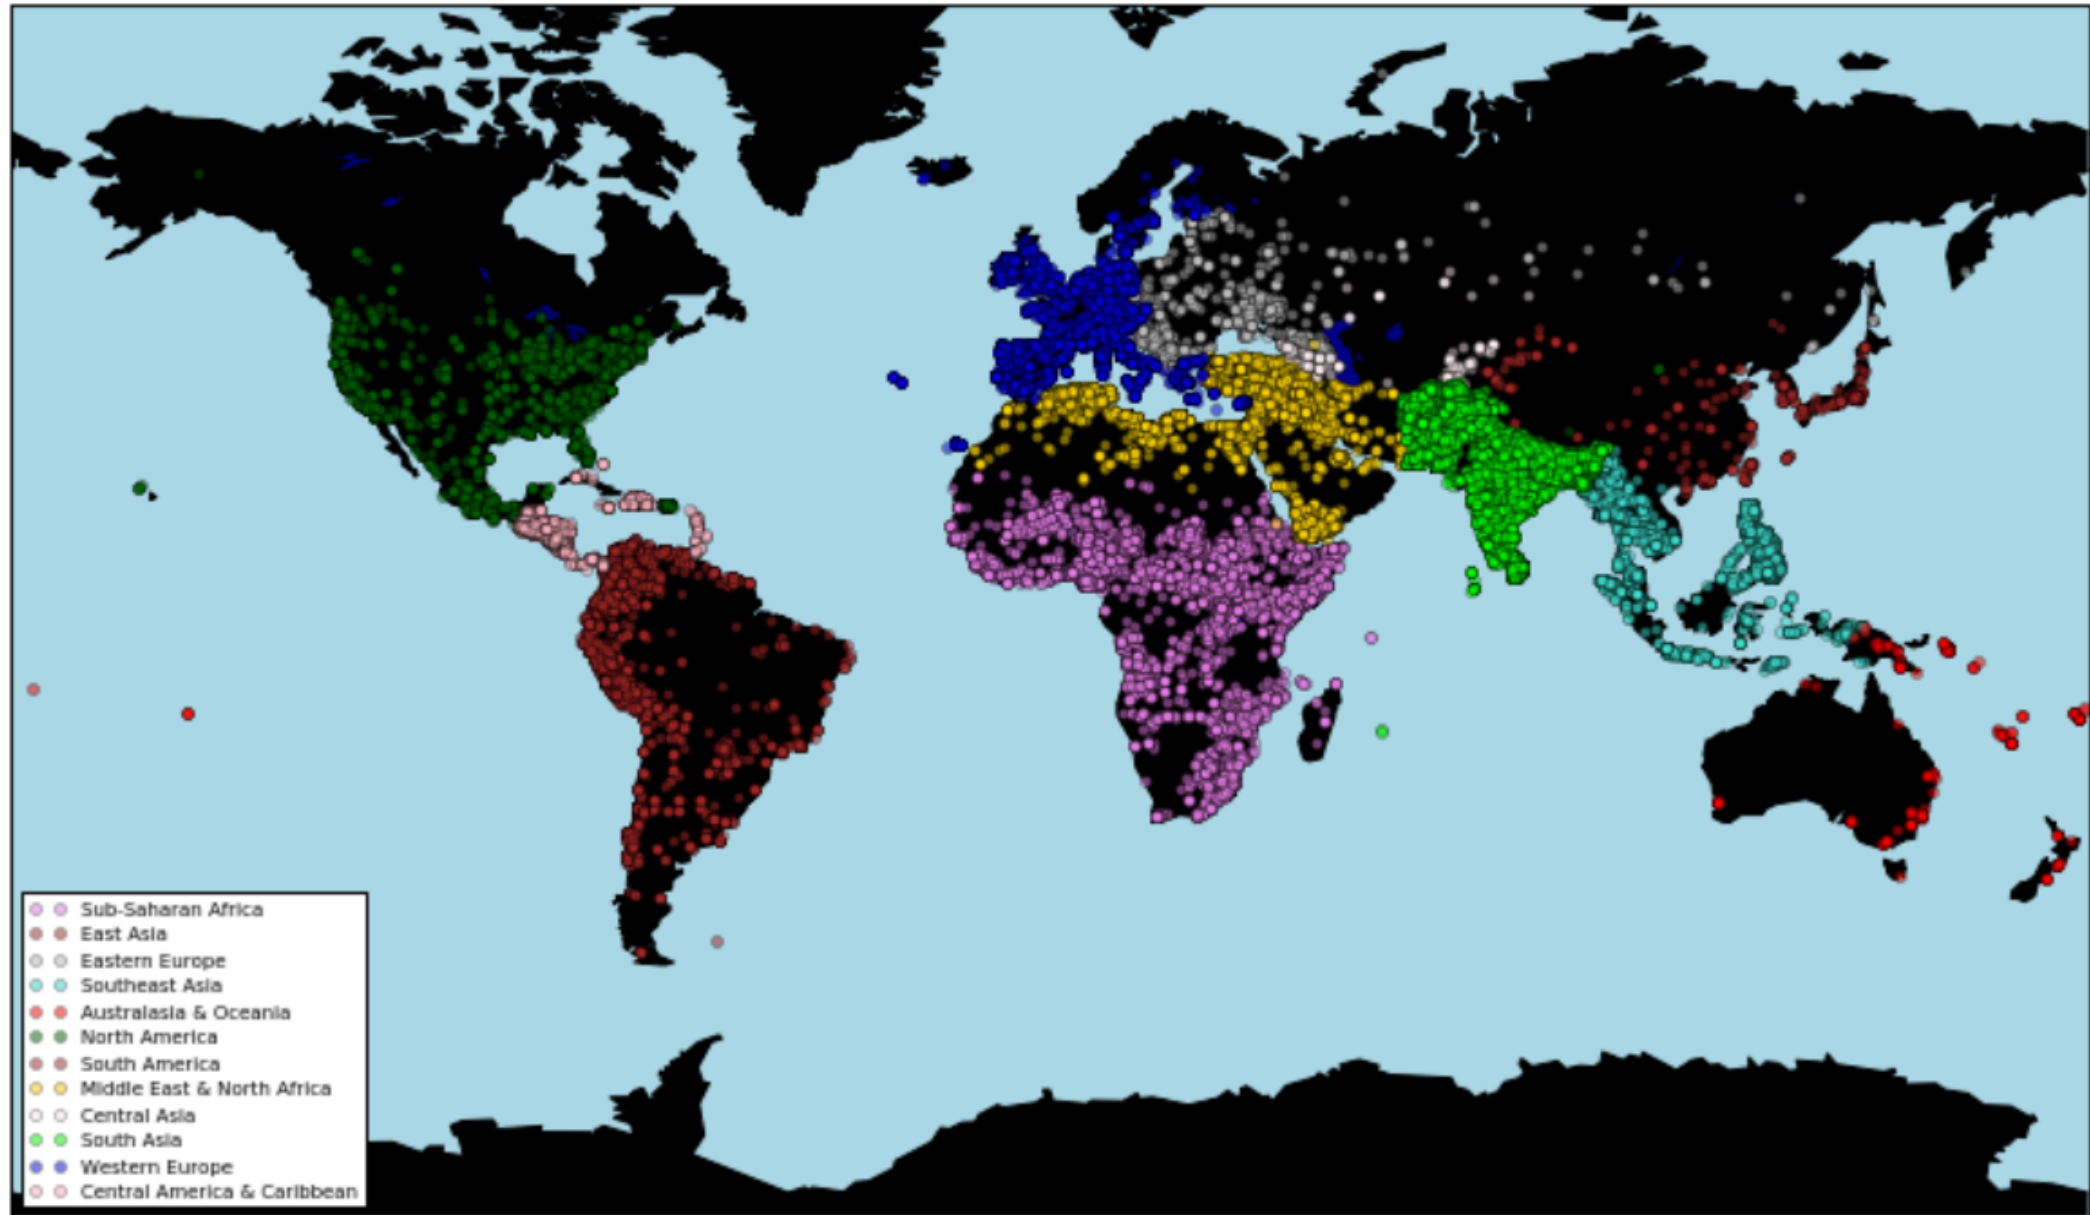 Sub-Saharan Africa
East Asia
Eastern Europe
Southeast Asia
Australasia & Oceania
North America
South America
Middle East & North Africa
Central Asia
South Asia
Western Europe
Central America & Caribbean